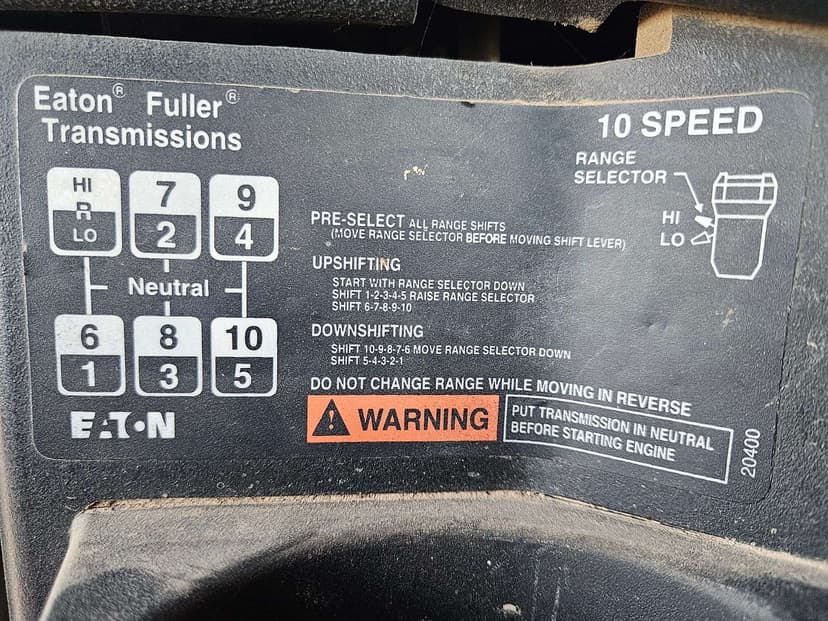 Eaton® Fuller®
Transmissions
10 SPEED
RANGE
SELECTOR
HI
LO
HI
R
LO
7
2
9
4
Neutral
6
1
8
3
10
5
EATON
PRE-SELECT ALL RANGE SHIFTS
(MOVE RANGE SELECTOR BEFORE MOVING SHIFT LEVER)
UPSHIFTING
START WITH RANGE SELECTOR DOWN
SHIFT 1-2-3-4-5 RAISE RANGE SELECTOR
SHIFT 6-7-8-9-10
DOWNSHIFTING
SHIFT 10-9-8-7-6 MOVE RANGE SELECTOR DOWN
SHIFT 5-4-3-2-1
DO NOT CHANGE RANGE WHILE MOVING IN REVERSE
WARNING
PUT TRANSMISSION IN NEUTRAL
BEFORE STARTING ENGINE
20400